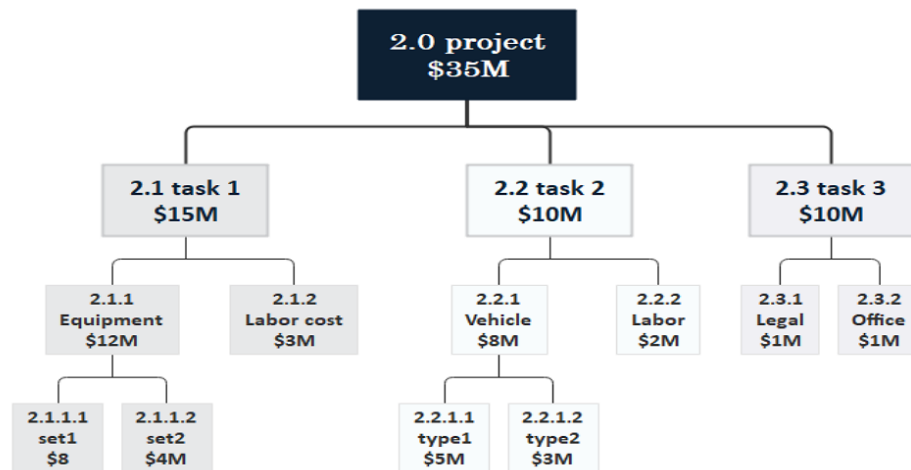 2.0 project
$35M
2.1 task 1
$15M
2.2 task 2
$10M
2.3 task 3
$10M
2.1.1
Equipment
$12M
2.1.2
Labor cost
$3M
2.2.1
Vehicle
$8M
2.2.2
Labor
$2M
2.3.1
Legal
$1M
2.3.2
Office
$1M
2.1.1.1
set1
$8
2.1.1.2
set2
$4M
2.2.1.1
type1
$5M
2.2.1.2
type2
$3M